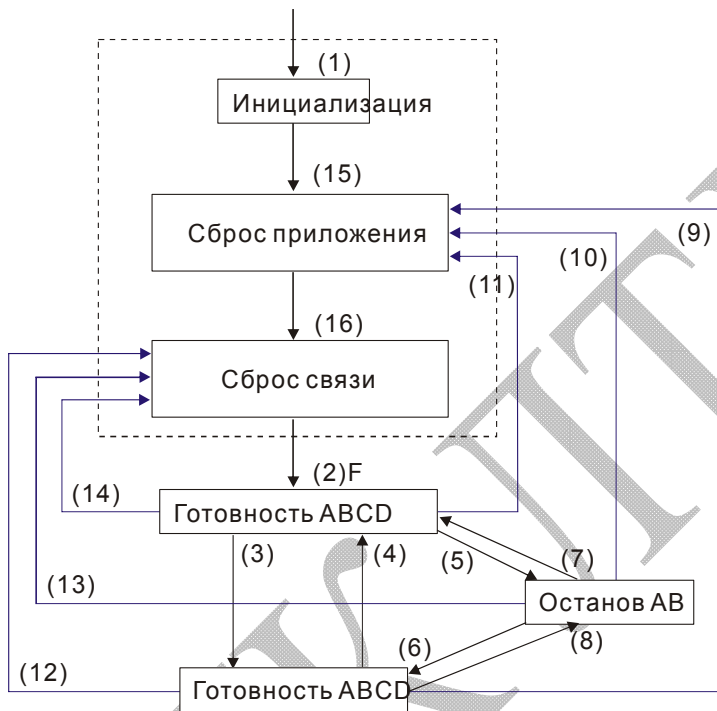 (1)
Инициализация
(15)
Сброс приложения
(9)
(10)
(11)
(16)
Сброс связи
(2)F
(14)
Готовность ABCD
(3)
(4)
(5)
(7)
(13)
Останов AB
(6)
(8)
(12)
Готовность ABCD